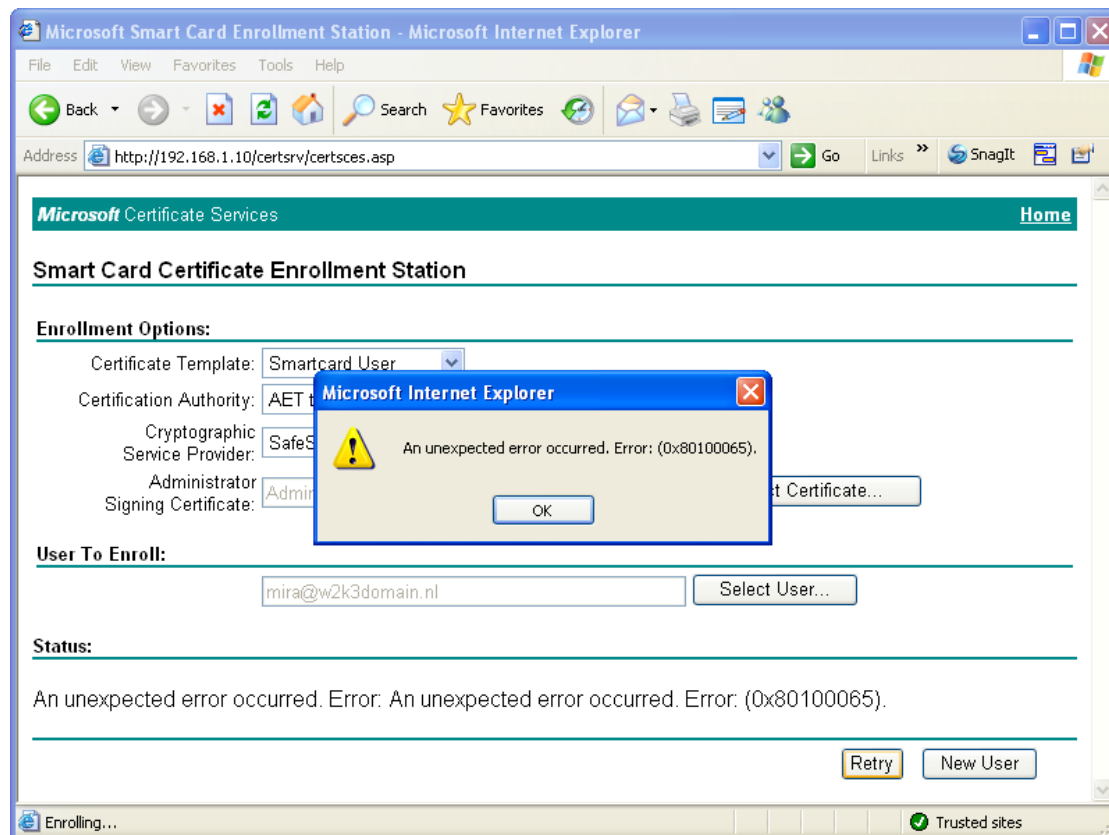 Microsoft Smart Card Enrollment Station - Microsoft Internet Explorer
File Edit View Favorites Tools Help
Back Search Favorites
Address http://192.168.1.10/certsrv/certsces.asp Go Links » SnagIt
Microsoft Certificate Services Home
Smart Card Certificate Enrollment Station
Enrollment Options:
Certificate Template: Smartcard User
Microsoft Internet Explorer
Certification Authority: AET
Cryptographic
Service Provider:
An unexpected error occurred. Error: (0x80100065).
Administrator
Signing Certificate:
Certificate...
OK
User To Enroll:
mira@w2k3domain.nl Select User...
Status:
An unexpected error occurred. Error: An unexpected error occurred. Error: (0x80100065).
Retry New User
Enrolling... Trusted sites